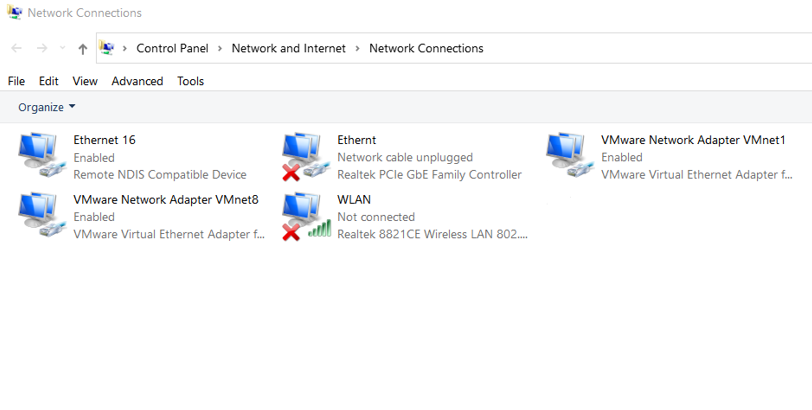 Network Connections
Control Panel > Network and Internet > Network Connections
File Edit View Advanced Tools
Organize
Ethernet 16
Enabled
Remote NDIS Compatible Device
Ethernt
Network cable unplugged
Realtek PCIe GbE Family Controller
VMware Network Adapter VMnet1
Enabled
VMware Virtual Ethernet Adapter f...
VMware Network Adapter VMnet8
Enabled
VMware Virtual Ethernet Adapter f...
WLAN
Not connected
Realtek 8821CE Wireless LAN 802....